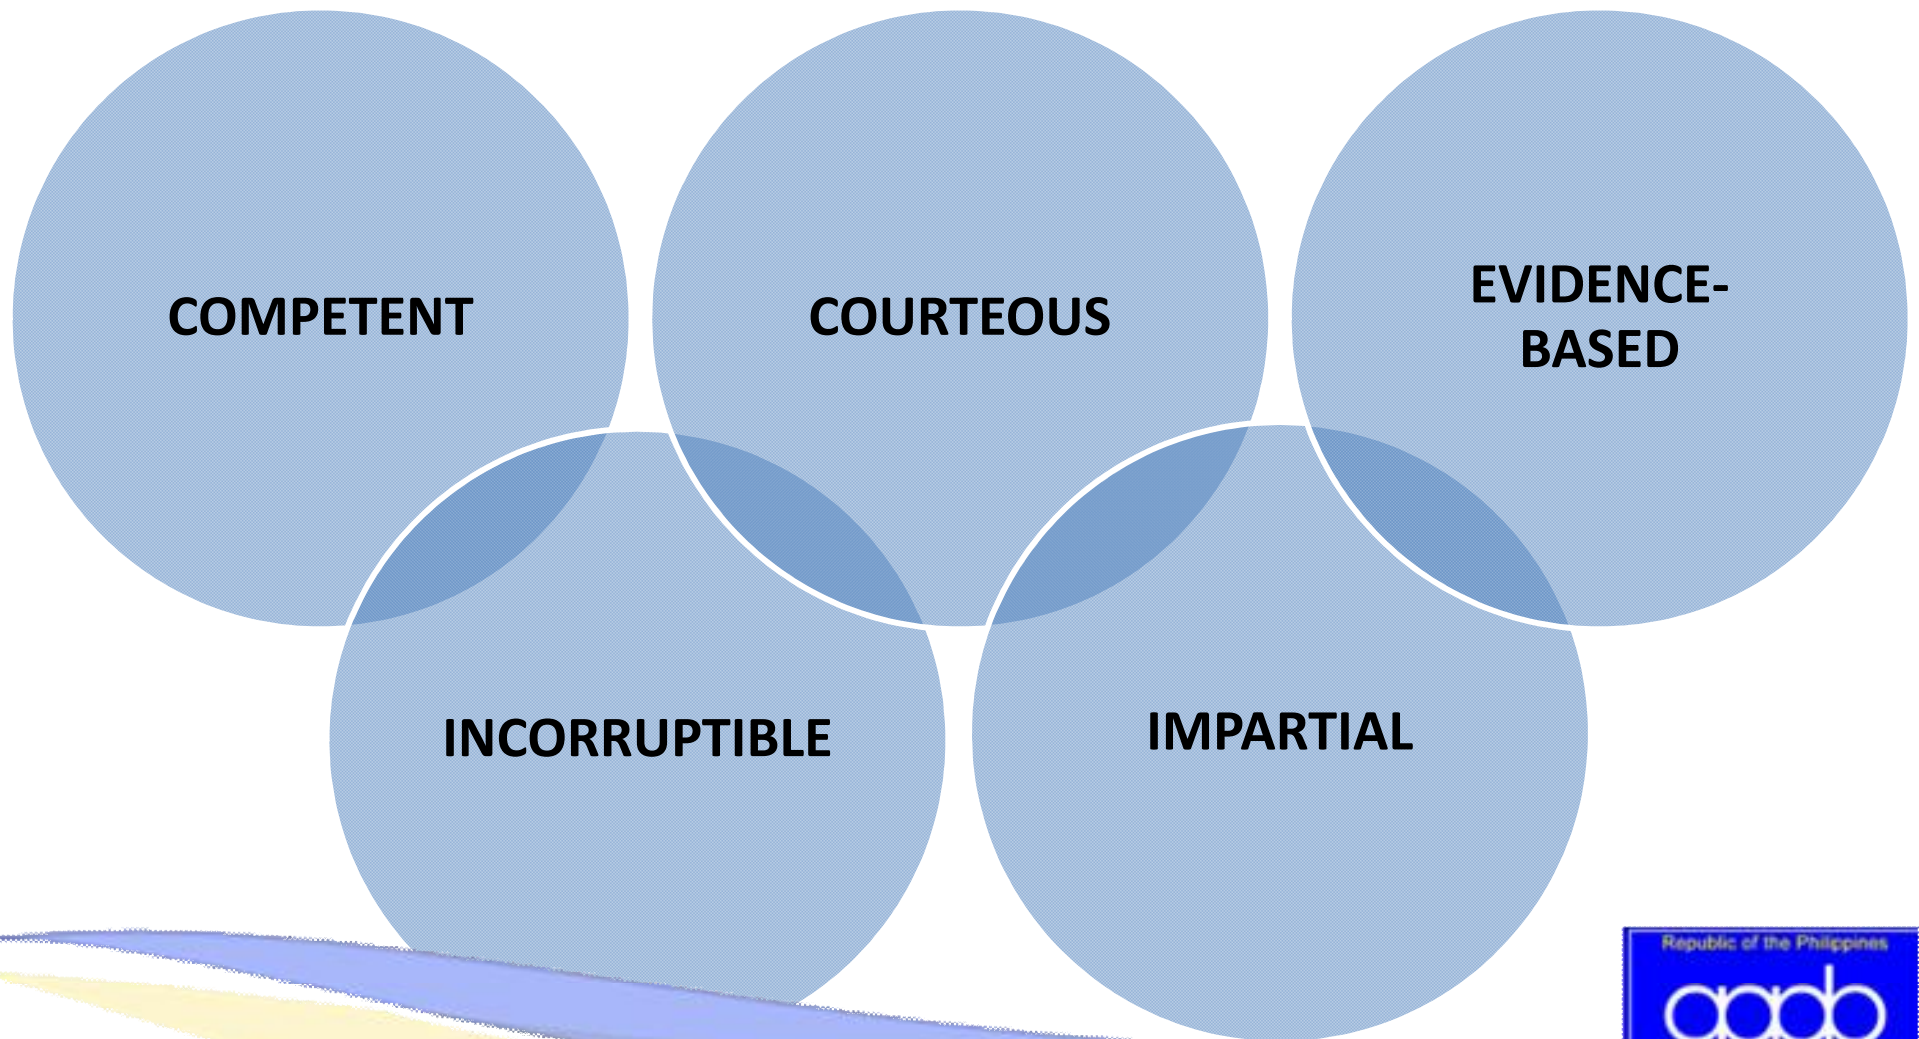 COMPETENT
COURTEOUS
EVIDENCE-
BASED
INCORRUPTIBLE
IMPARTIAL
Republic of the Philippines